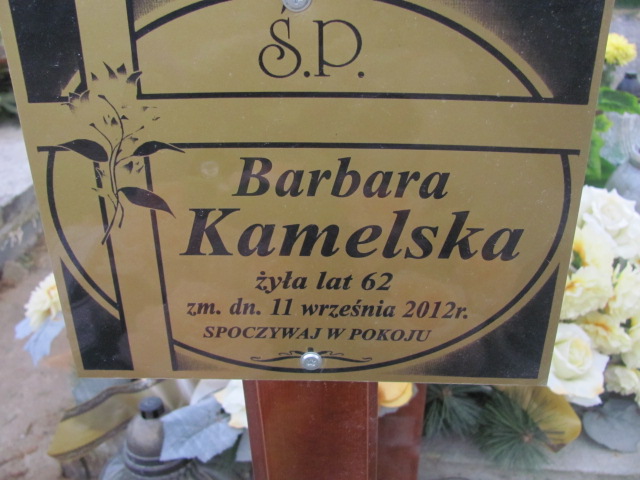 Ś.P.
Barbara
Kamelska
żyła lat 62
zm. dn. 11 września 2012r.
SPOCZYWAJ W POKOJU